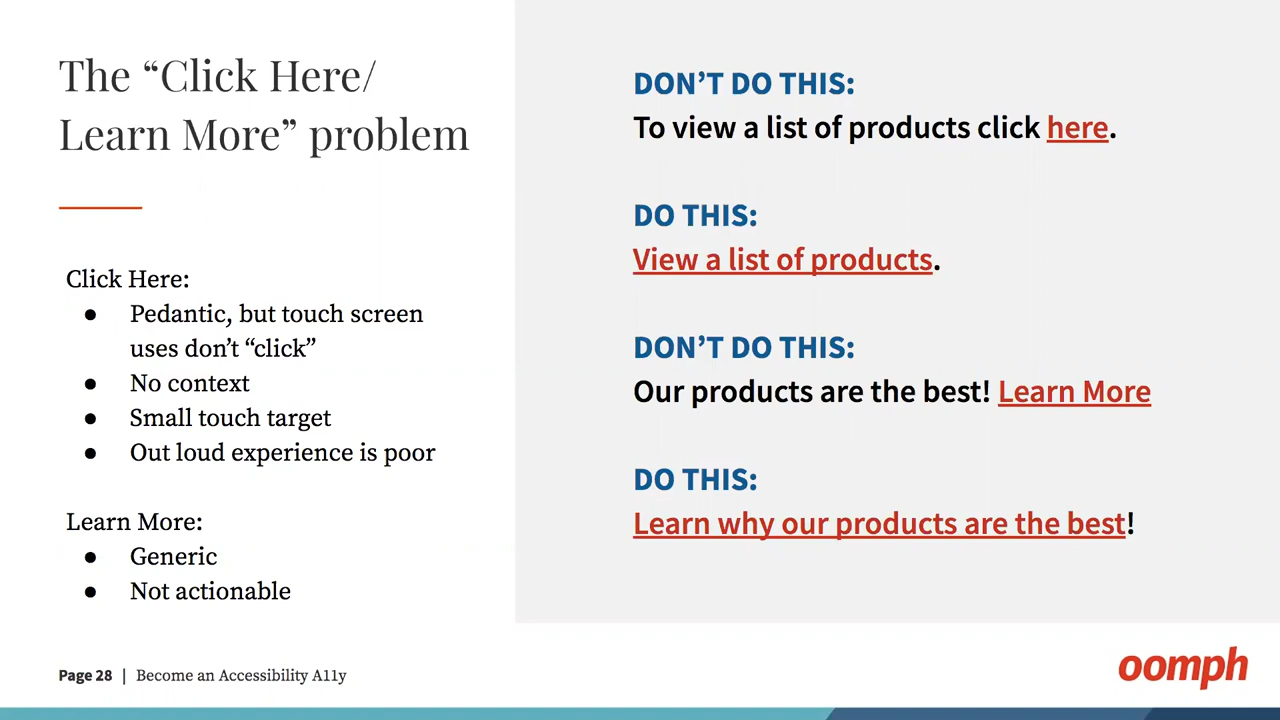 The “Click Here/
Learn More” problem
Click Here:
● Pedantic, but touch screen
uses don’t “click”
● No context
● Small touch target
● Out loud experience is poor
Learn More:
● Generic
● Not actionable
DON’T DO THIS:
To view a list of products click here.
DO THIS:
View a list of products.
DON’T DO THIS:
Our products are the best! Learn More
DO THIS:
Learn why our products are the best!
Page 28 | Become an Accessibility A11y
oomph